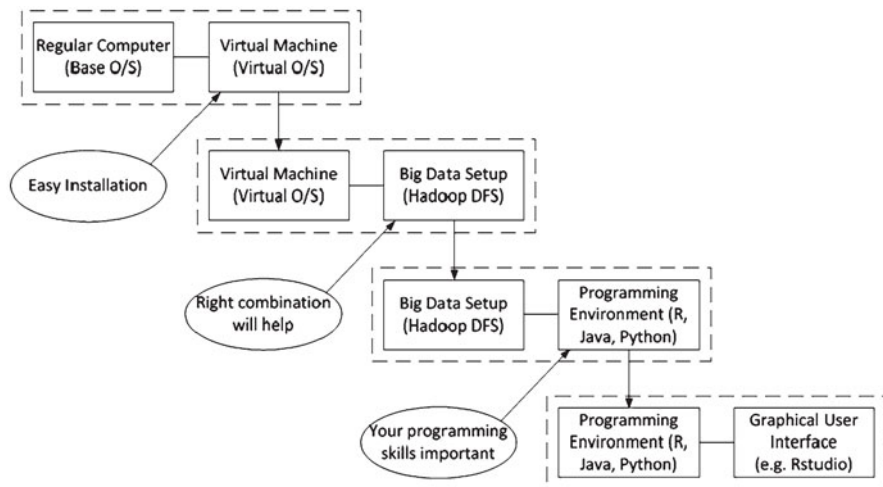 Regular Computer
(Base O/S)
Virtual Machine
(Virtual O/S)
Easy Installation
Virtual Machine
(Virtual O/S)
Big Data Setup
(Hadoop DFS)
Right combination
will help
Big Data Setup
(Hadoop DFS)
Programming
Environment (R,
Java, Python)
Your programming
skills important
Programming
Environment (R,
Java, Python)
Graphical User
Interface
(e.g. Rstudio)